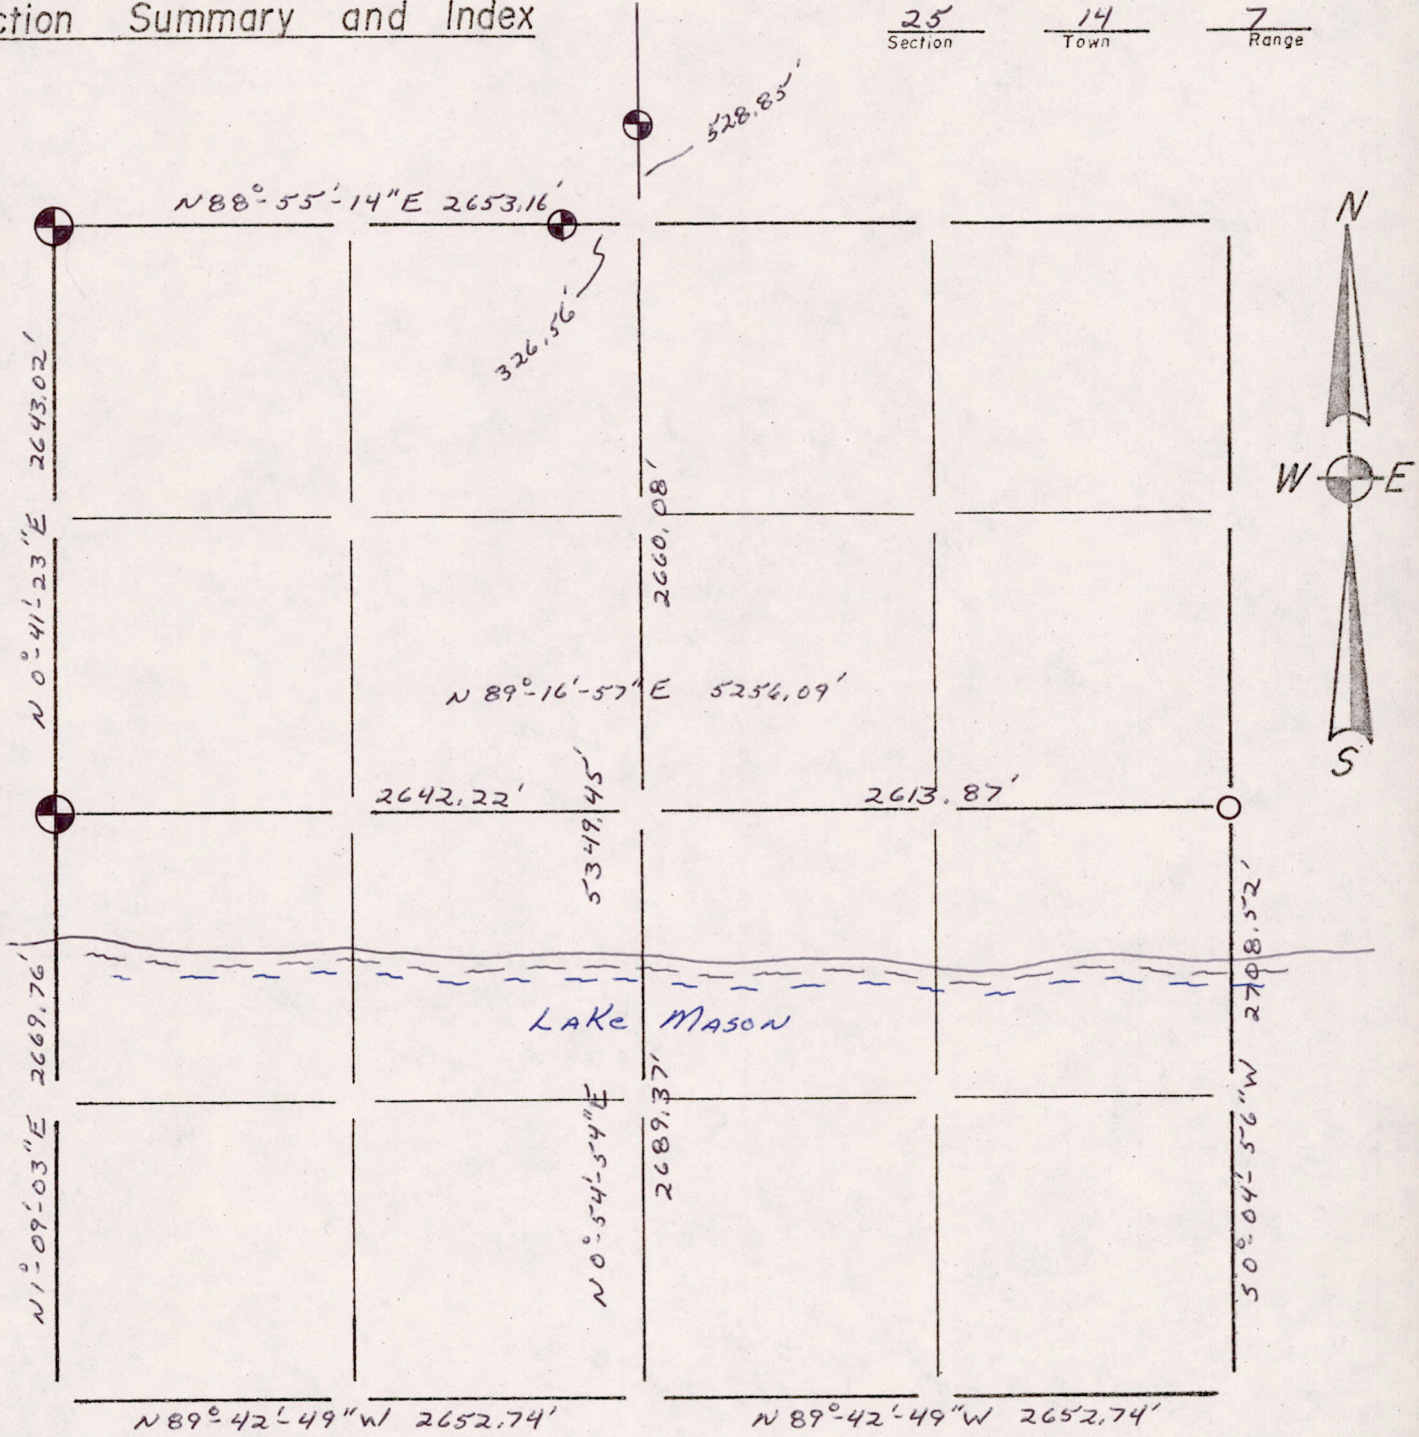 ction Summary and Index
25 14 7
Section Town Range
528.85'
N88°-55'-14"E 2653.16'
326.56'
N
W E
S
2643.02'
N 0°-41'-23"E
2660.08'
N 89°-16'-57"E 5256.09'
2642.22'
5349.45'
2613.87'
2669.76'
N 1°-09'-03"E
LAKe MASON
N 0°-54'-54"E
2689.37'
2708.52'
S 0°-04'-56"W
N 89°-42'-49"W 2652.74'
N 89°-42'-49"W 2652.74'